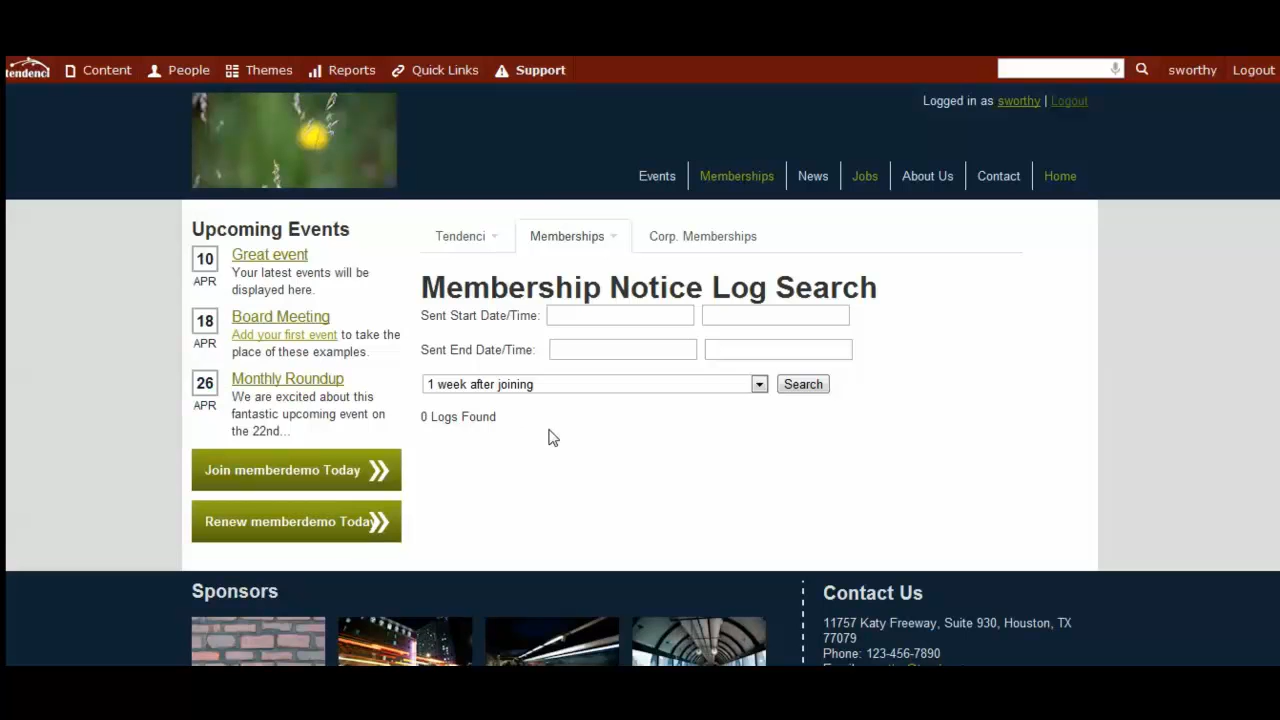 tendenci Content People Themes Reports Quick Links Support sworthy Logout
Logged in as sworthy | Logout
Events Memberships News Jobs About Us Contact Home
Upcoming Events
10 APR
Great event
Your latest events will be
displayed here.
18 APR
Board Meeting
Add your first event to take the
place of these examples.
26 APR
Monthly Roundup
We are excited about this
fantastic upcoming event on
the 22nd...
Join memberdemo Today
Renew memberdemo Today
Tendenci Memberships Corp. Memberships
Membership Notice Log Search
Sent Start Date/Time:
Sent End Date/Time:
1 week after joining Search
0 Logs Found
Sponsors
Contact Us
11757 Katy Freeway, Suite 930, Houston, TX
77079
Phone: 123-456-7890